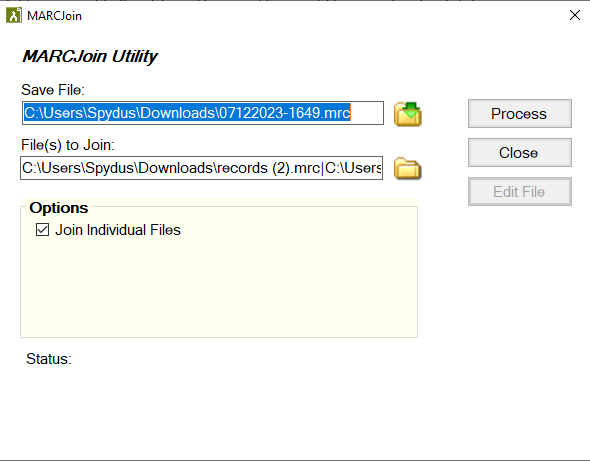 MARCJoin
MARCJoin Utility
Save File:
C:\Users\Spydus\Downloads\07122023-1649.mrc
Process
File(s) to Join:
Close
C:\Users\Spydus\Downloads\records (2).mrc|C:\Users
Edit File
Options
Join Individual Files
Status: